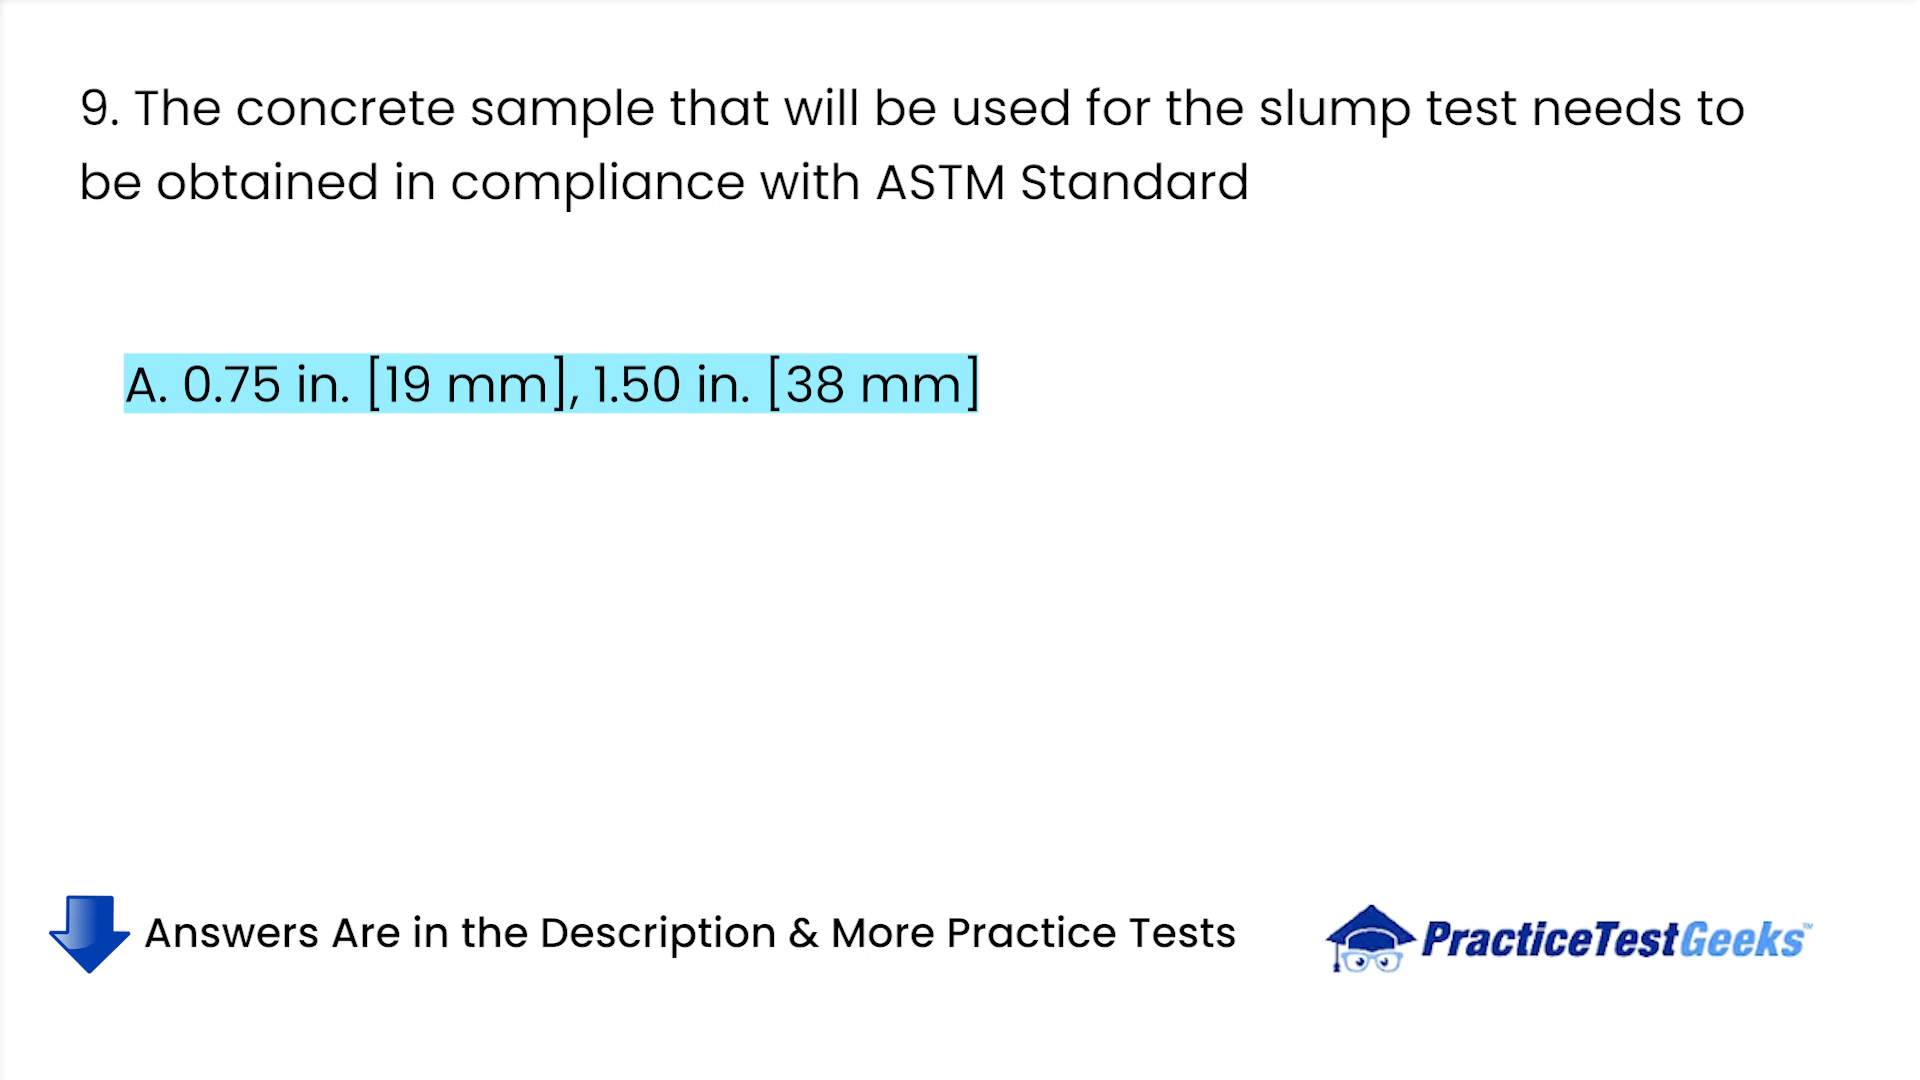 9. The concrete sample that will be used for the slump test needs to
be obtained in compliance with ASTM Standard
A. 0.75 in. [19 mm], 1.50 in. [38 mm]
Answers Are in the Description & More Practice Tests
PracticeTestGeeks™